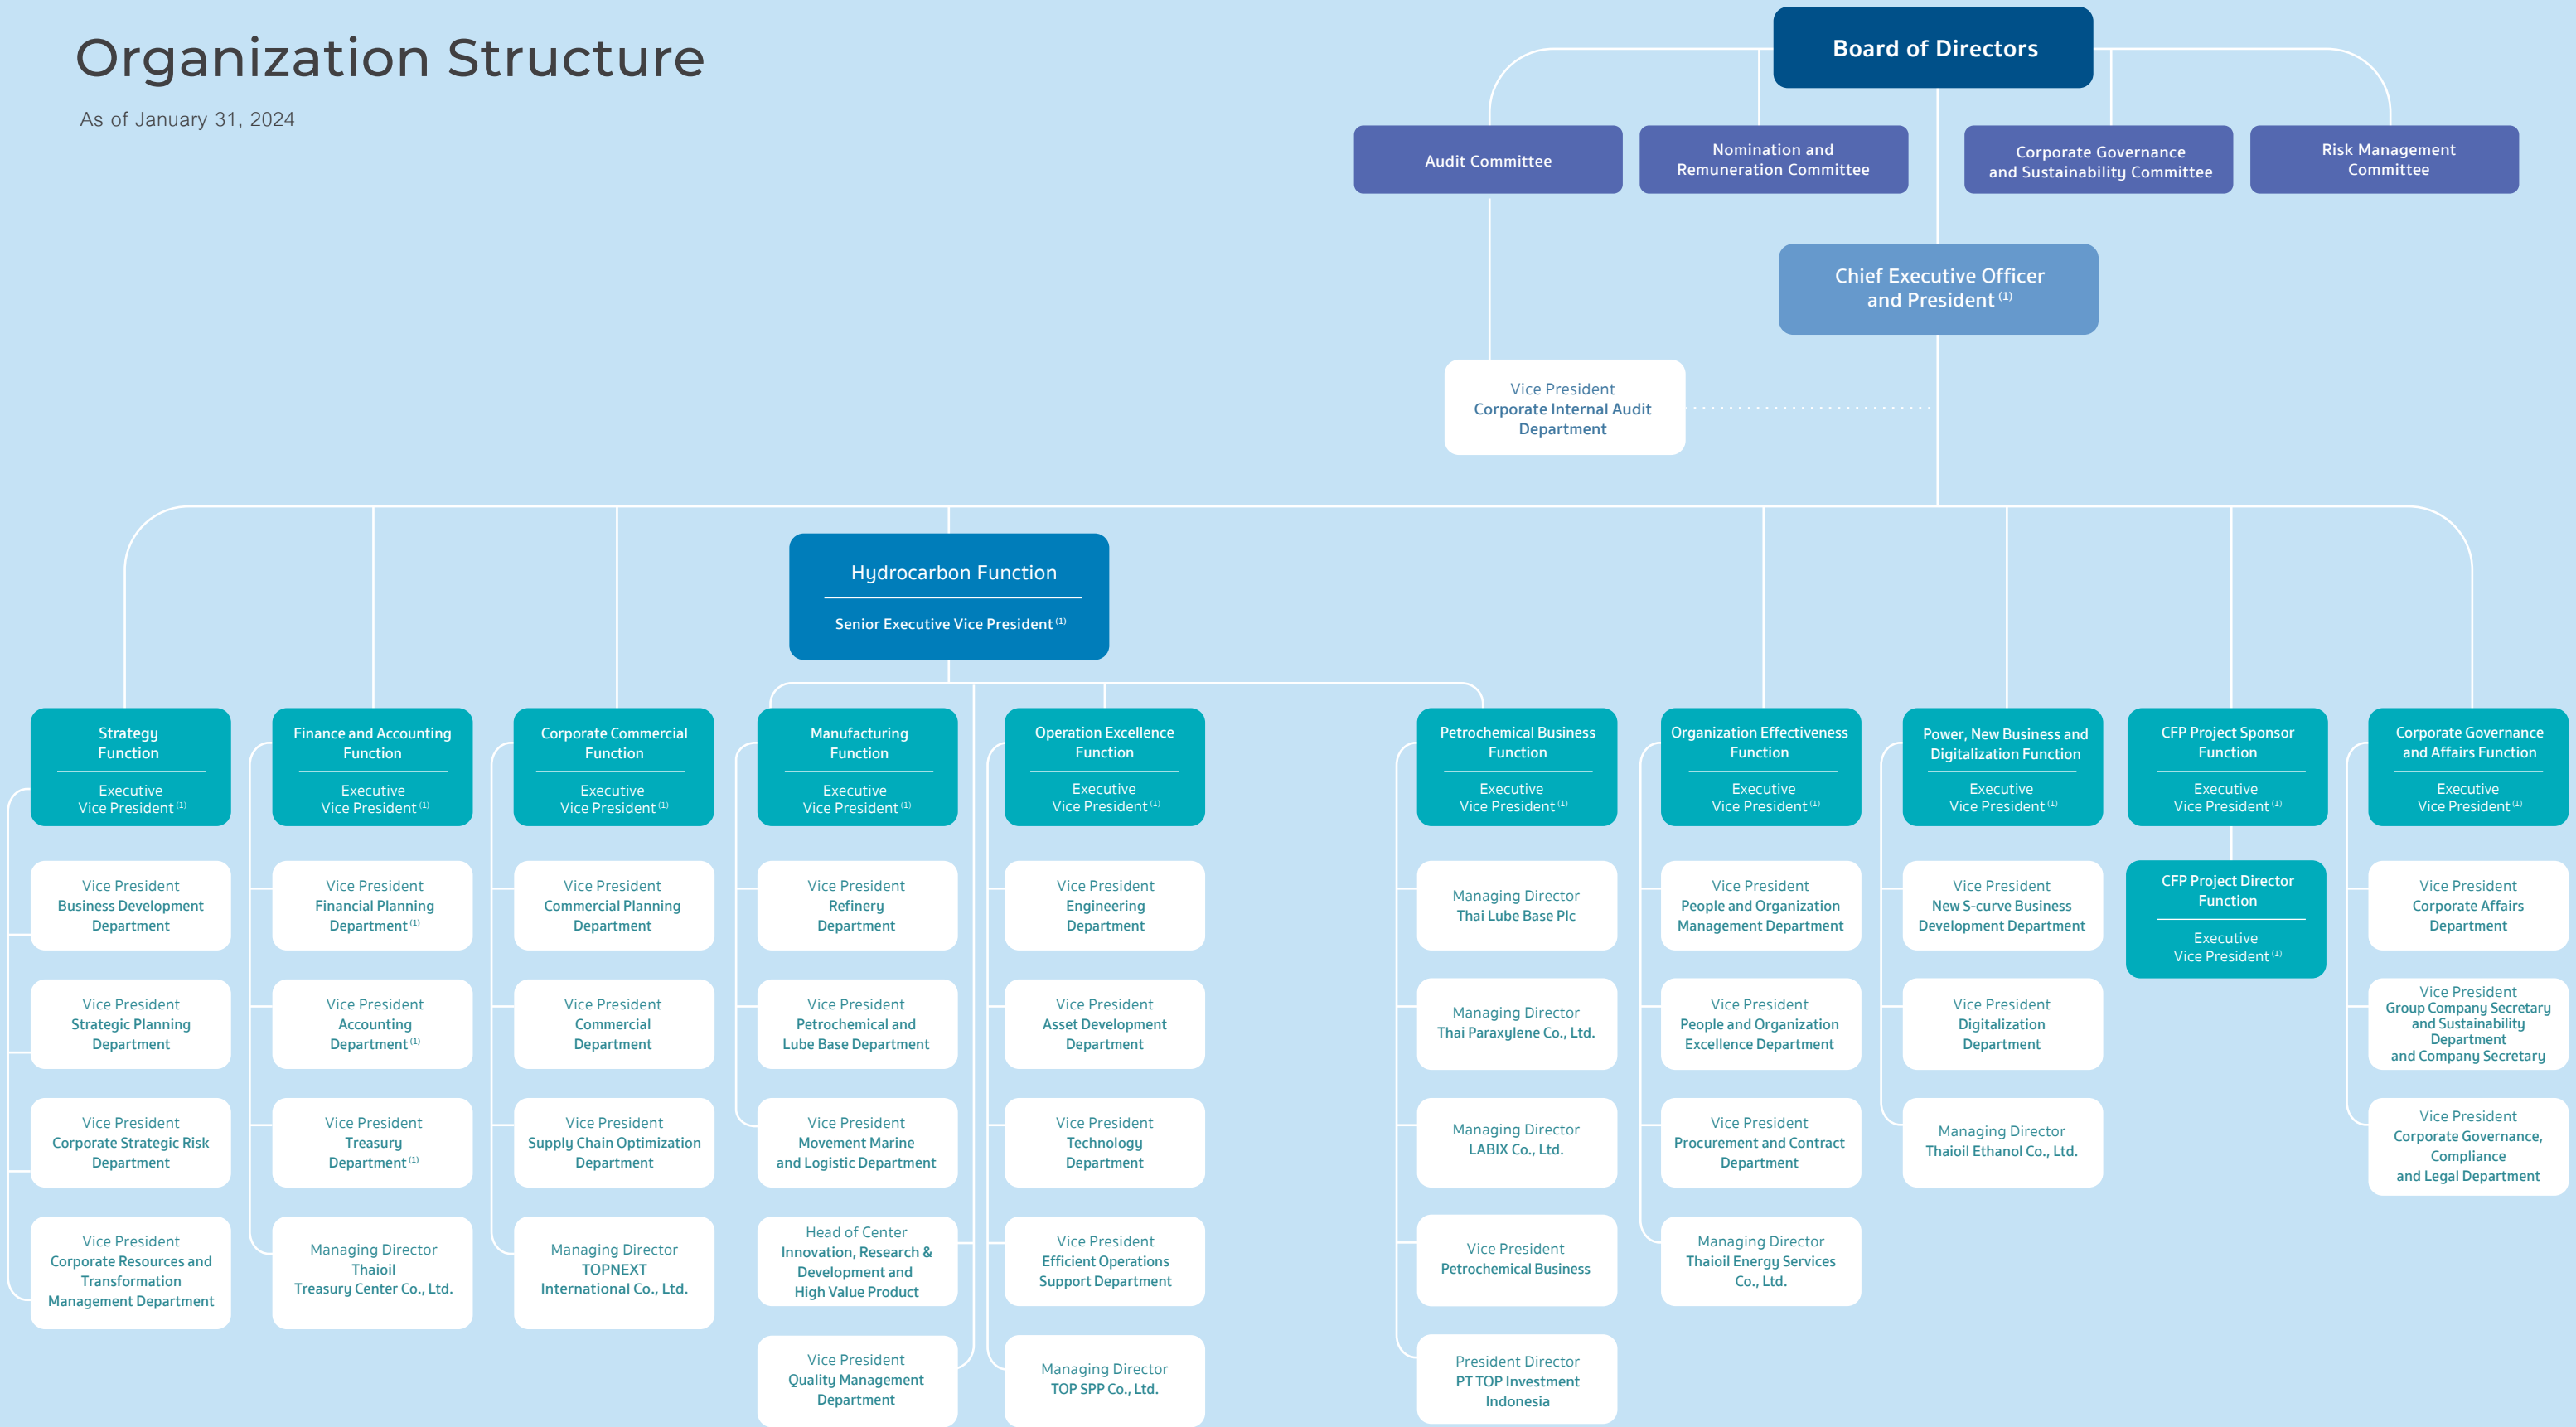 Organization Structure
As of January 31, 2024
Board of Directors
Audit Committee
Nomination and
Remuneration Committee
Corporate Governance
and Sustainability Committee
Risk Management
Committee
Chief Executive Officer
and President (1)
Vice President
Corporate Internal Audit
Department
Hydrocarbon Function
Senior Executive Vice President (1)
Strategy
Function
Executive
Vice President (1)
Vice President
Business Development
Department
Vice President
Strategic Planning
Department
Vice President
Corporate Strategic Risk
Department
Vice President
Corporate Resources and
Transformation
Management Department
Finance and Accounting
Function
Executive
Vice President (1)
Vice President
Financial Planning
Department (1)
Vice President
Accounting
Department (1)
Vice President
Treasury
Department (1)
Managing Director
Thaioil
Treasury Center Co., Ltd.
Corporate Commercial
Function
Executive
Vice President (1)
Vice President
Commercial Planning
Department
Vice President
Commercial
Department
Vice President
Supply Chain Optimization
Department
Managing Director
TOPNEXT
International Co., Ltd.
Manufacturing
Function
Executive
Vice President (1)
Vice President
Refinery
Department
Vice President
Petrochemical and
Lube Base Department
Vice President
Movement Marine
and Logistic Department
Head of Center
Innovation, Research &
Development and
High Value Product
Vice President
Quality Management
Department
Operation Excellence
Function
Executive
Vice President (1)
Vice President
Engineering
Department
Vice President
Asset Development
Department
Vice President
Technology
Department
Vice President
Efficient Operations
Support Department
Managing Director
TOP SPP Co., Ltd.
Petrochemical Business
Function
Executive
Vice President (1)
Managing Director
Thai Lube Base Plc
Managing Director
Thai Paraxylene Co., Ltd.
Managing Director
LABIX Co., Ltd.
Vice President
Petrochemical Business
President Director
PT TOP Investment
Indonesia
Organization Effectiveness
Function
Executive
Vice President (1)
Vice President
People and Organization
Management Department
Vice President
People and Organization
Excellence Department
Vice President
Procurement and Contract
Department
Managing Director
Thaioil Energy Services
Co., Ltd.
Power, New Business and
Digitalization Function
Executive
Vice President (1)
Vice President
New S-curve Business
Development Department
Vice President
Digitalization
Department
Managing Director
Thaioil Ethanol Co., Ltd.
CFP Project Sponsor
Function
Executive
Vice President (1)
CFP Project Director
Function
Executive
Vice President (1)
Corporate Governance
and Affairs Function
Executive
Vice President (1)
Vice President
Corporate Affairs
Department
Vice President
Group Company Secretary
and Sustainability
Department
and Company Secretary
Vice President
Corporate Governance,
Compliance
and Legal Department